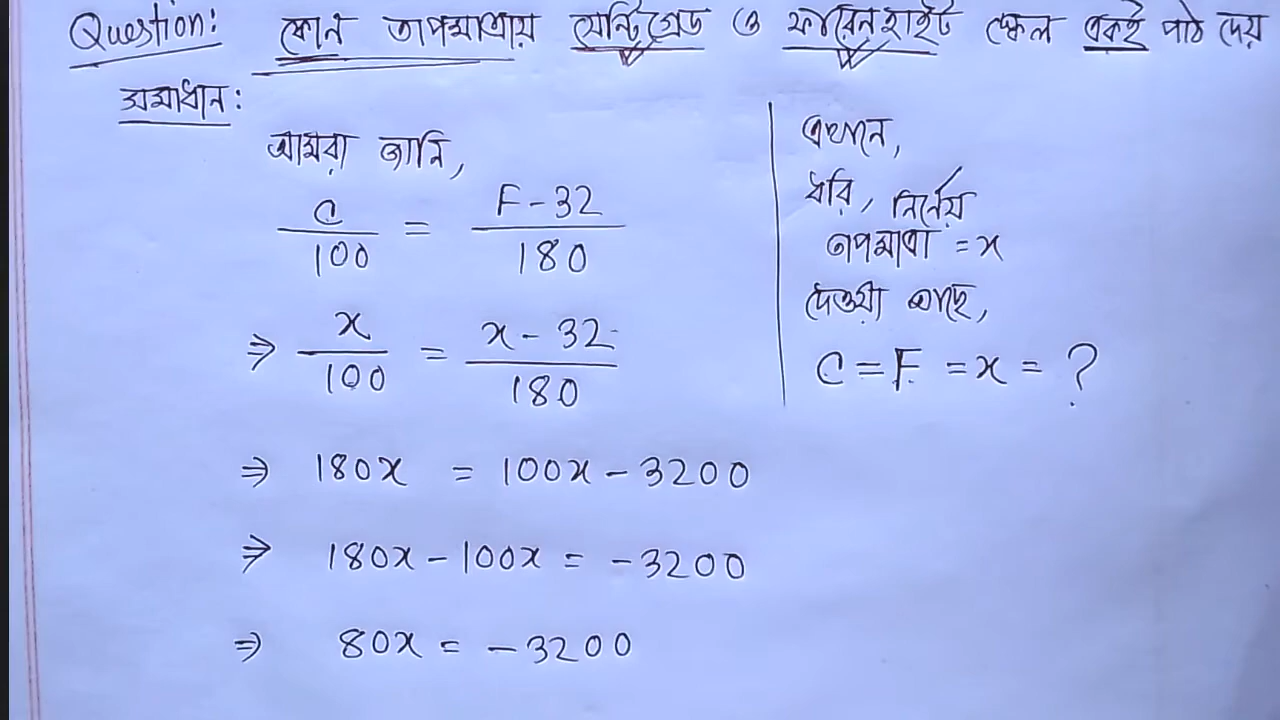 Question: কোন তাপমাত্রায় সেন্টিগ্রেড ও ফারেনহাইট স্কেল একই পাঠ দেয়
সমাধান:
আমরা জানি,
C/100 = F-32/180
⇒ x/100 = x-32/180
⇒ 180x = 100x-3200
⇒ 180x-100x = -3200
⇒ 80x = -3200
এখানে,
ধরি, নির্নেয়
তাপমাত্রা = x
দেওয়া আছে,
C = F = x = ?